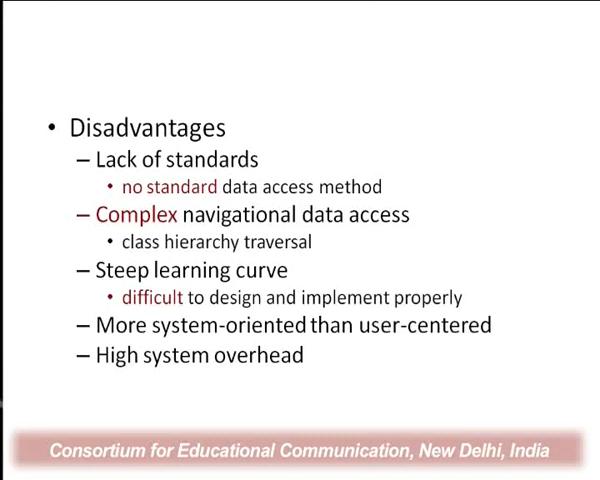 • Disadvantages
– Lack of standards
• no standard data access method
– Complex navigational data access
• class hierarchy traversal
– Steep learning curve
• difficult to design and implement properly
– More system-oriented than user-centered
– High system overhead
Consortium for Educational Communication, New Delhi, India